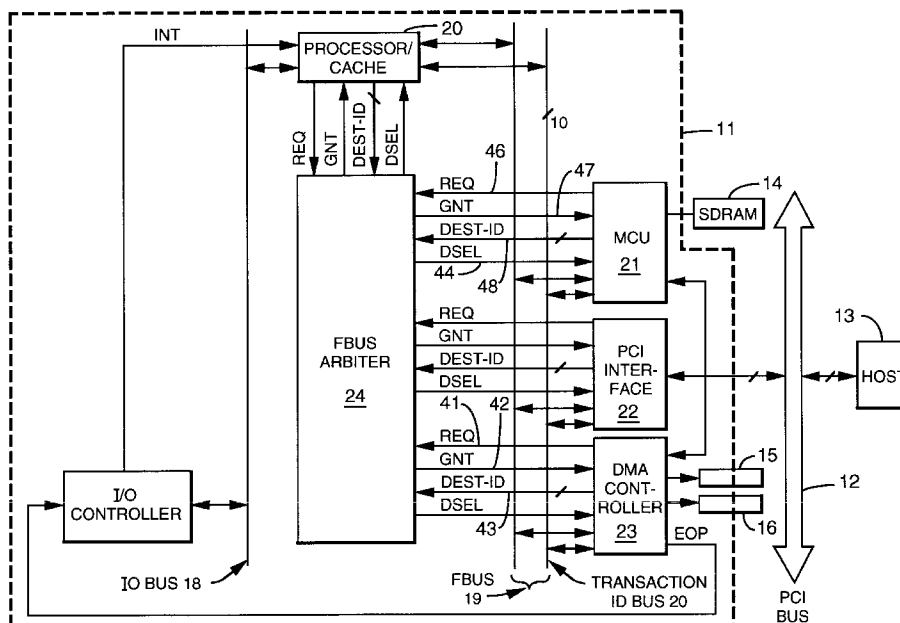 INT
20
PROCESSOR/
CACHE
10
11
REQ
GNT
DEST-ID
DSEL
46
47
REQ
GNT
DEST-ID
DSEL
44
48
MCU
21
14
SDRAM
FBUS
ARBITER
24
REQ
GNT
DEST-ID
DSEL
PCI
INTER-
FACE
22
13
HOST
41
42
REQ
GNT
DEST-ID
DSEL
43
DMA
CONT-
ROLLER
23
15
16
12
EOP
I/O
CONTROLLER
IO BUS 18
FBUS
19
TRANSACTION
ID BUS 20
PCI
BUS